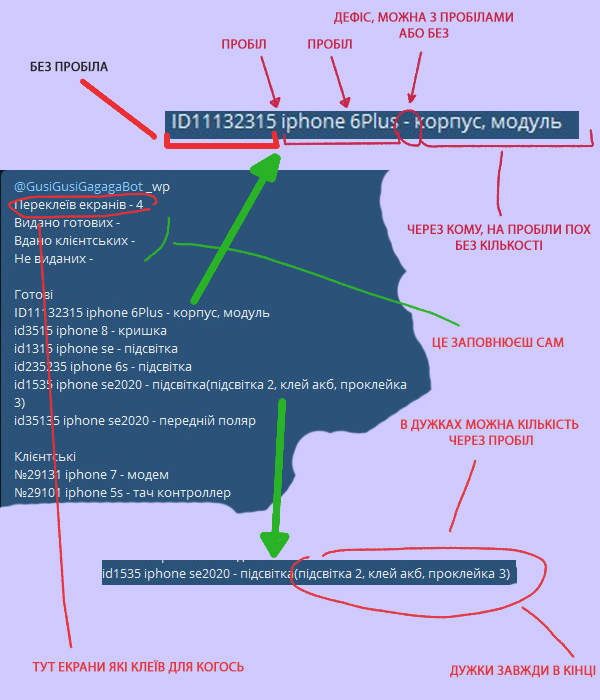 ДЕФІС, МОЖНА З ПРОБІЛАМИ
АБО БЕЗ
ПРОБІЛ
ПРОБІЛ
БЕЗ ПРОБІЛА
ID11132315 iphone 6Plus - корпус, модуль
@GusiGusiGagagaBot _wp
Переклеїв екранів - 4
Видано готових -
Вдано клієнтських -
Не виданих -
ЧЕРЕЗ КОМУ, НА ПРОБІЛИ ПОХ
БЕЗ КІЛЬКОСТІ
Готові
ID11132315 iphone 6Plus - корпус, модуль
id3515 iphone 8 - кришка
id1315 iphone se - підсвітка
id235235 iphone 6s - підсвітка
id1535 iphone se2020 - підсвітка(підсвітка 2, клей акб, проклейка
3)
id35135 iphone se2020 - передній поляр
ЦЕ ЗАПОВНЮЄШ САМ
В ДУЖКАХ МОЖНА КІЛЬКІСТЬ
ЧЕРЕЗ ПРОБІЛ
Клієнтські
№29131 iphone 7 - модем
№29101 iphone 5s - тач контроллер
id1535 iphone se2020 - підсвітка(підсвітка 2, клей акб, проклейка 3)
ТУТ ЕКРАНИ ЯКІ КЛЕЇВ ДЛЯ КОГОСЬ
ДУЖКИ ЗАВЖДИ В КІНЦІ